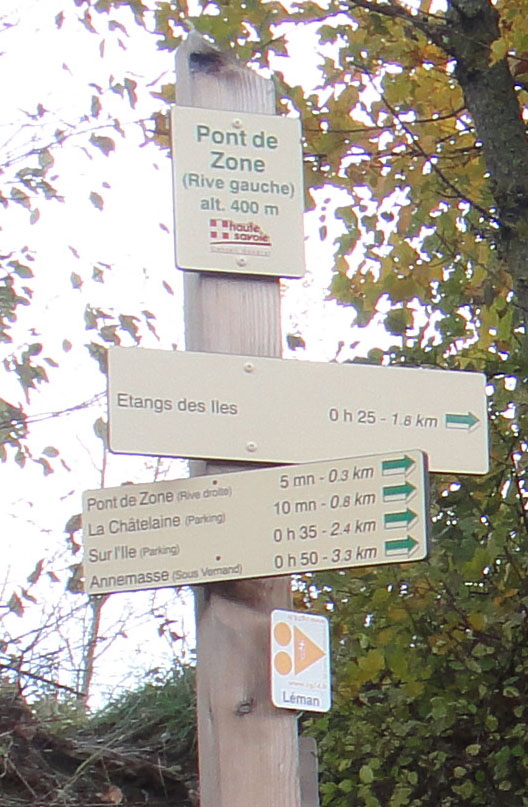 Pont de
Zone
(Rive gauche)
alt. 400 m
haute
savoie
Conseil Général
Etangs des Iles 0 h 25 - 1.8 km
Pont de Zone (Rive droite) 5 mn - 0.3 km
La Châtelaine (Parking) 10 mn - 0.8 km
Sur l'Ile (Parking) 0 h 35 - 2.4 km
Annemasse (Sous Vernand) 0 h 50 - 3.3 km
Léman